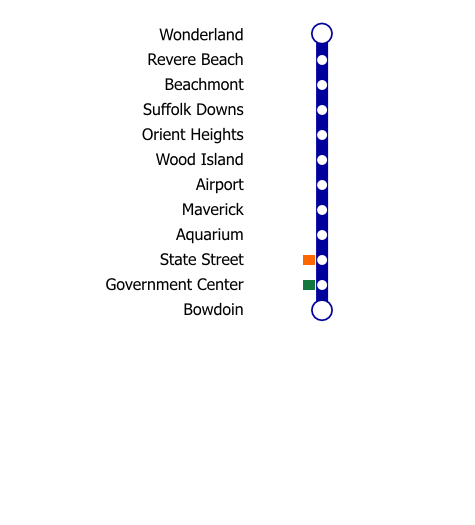 Wonderland
Revere Beach
Beachmont
Suffolk Downs
Orient Heights
Wood Island
Airport
Maverick
Aquarium
State Street
Government Center
Bowdoin